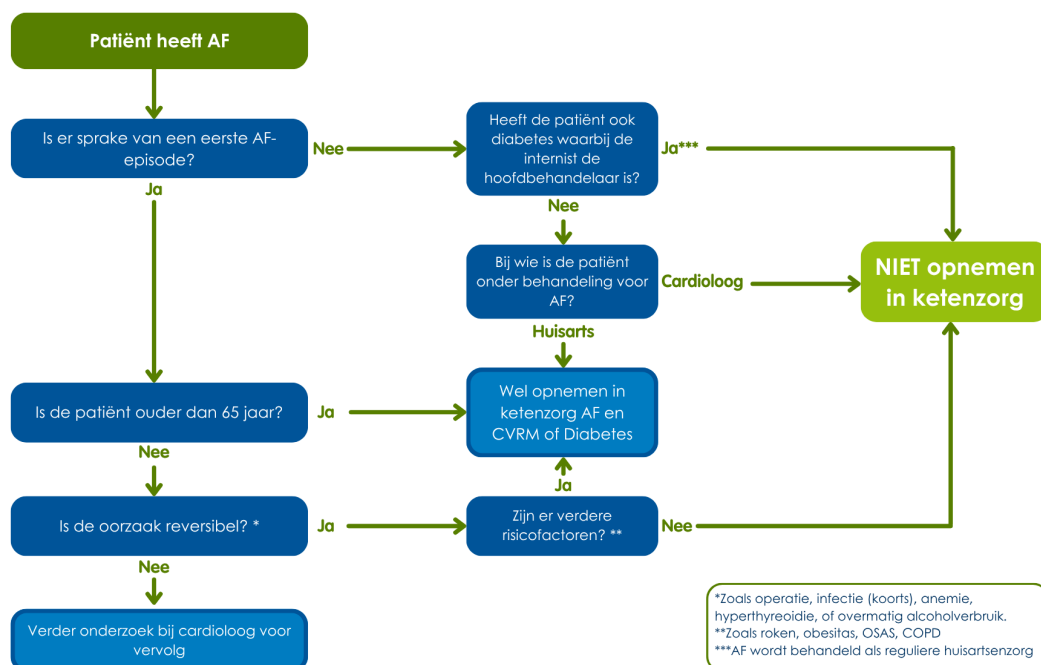 Patiënt heeft AF
Is er sprake van een eerste AF-
episode?
Nee
Heeft de patiënt ook
diabetes waarbij de
internist de
hoofdbehandelaar is?
Ja***
Ja
Nee
Bij wie is de patiënt
onder behandeling voor
AF?
Cardioloog
NIET opnemen
in ketenzorg
Huisarts
Is de patiënt ouder dan 65 jaar?
Ja
Wel opnemen in
ketenzorg AF en
CVRM of Diabetes
Nee
Ja
Is de oorzaak reversibel? *
Ja
Zijn er verdere
risicofactoren? **
Nee
Nee
Verder onderzoek bij cardioloog voor
vervolg
*Zoals operatie, infectie (koorts), anemie,
hyperthyreoidie, of overmatig alcoholverbruik.
**Zoals roken, obesitas, OSAS, COPD
***AF wordt behandeld als reguliere huisartsenzorg